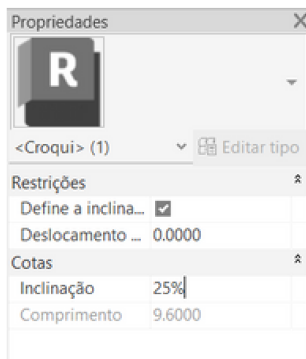 Propriedades
R
<Croqui> (1) Editar tipo
Restrições
Define a inclina...
Deslocamento ... 0.0000
Cotas
Inclinação 25%
Comprimento 9.6000